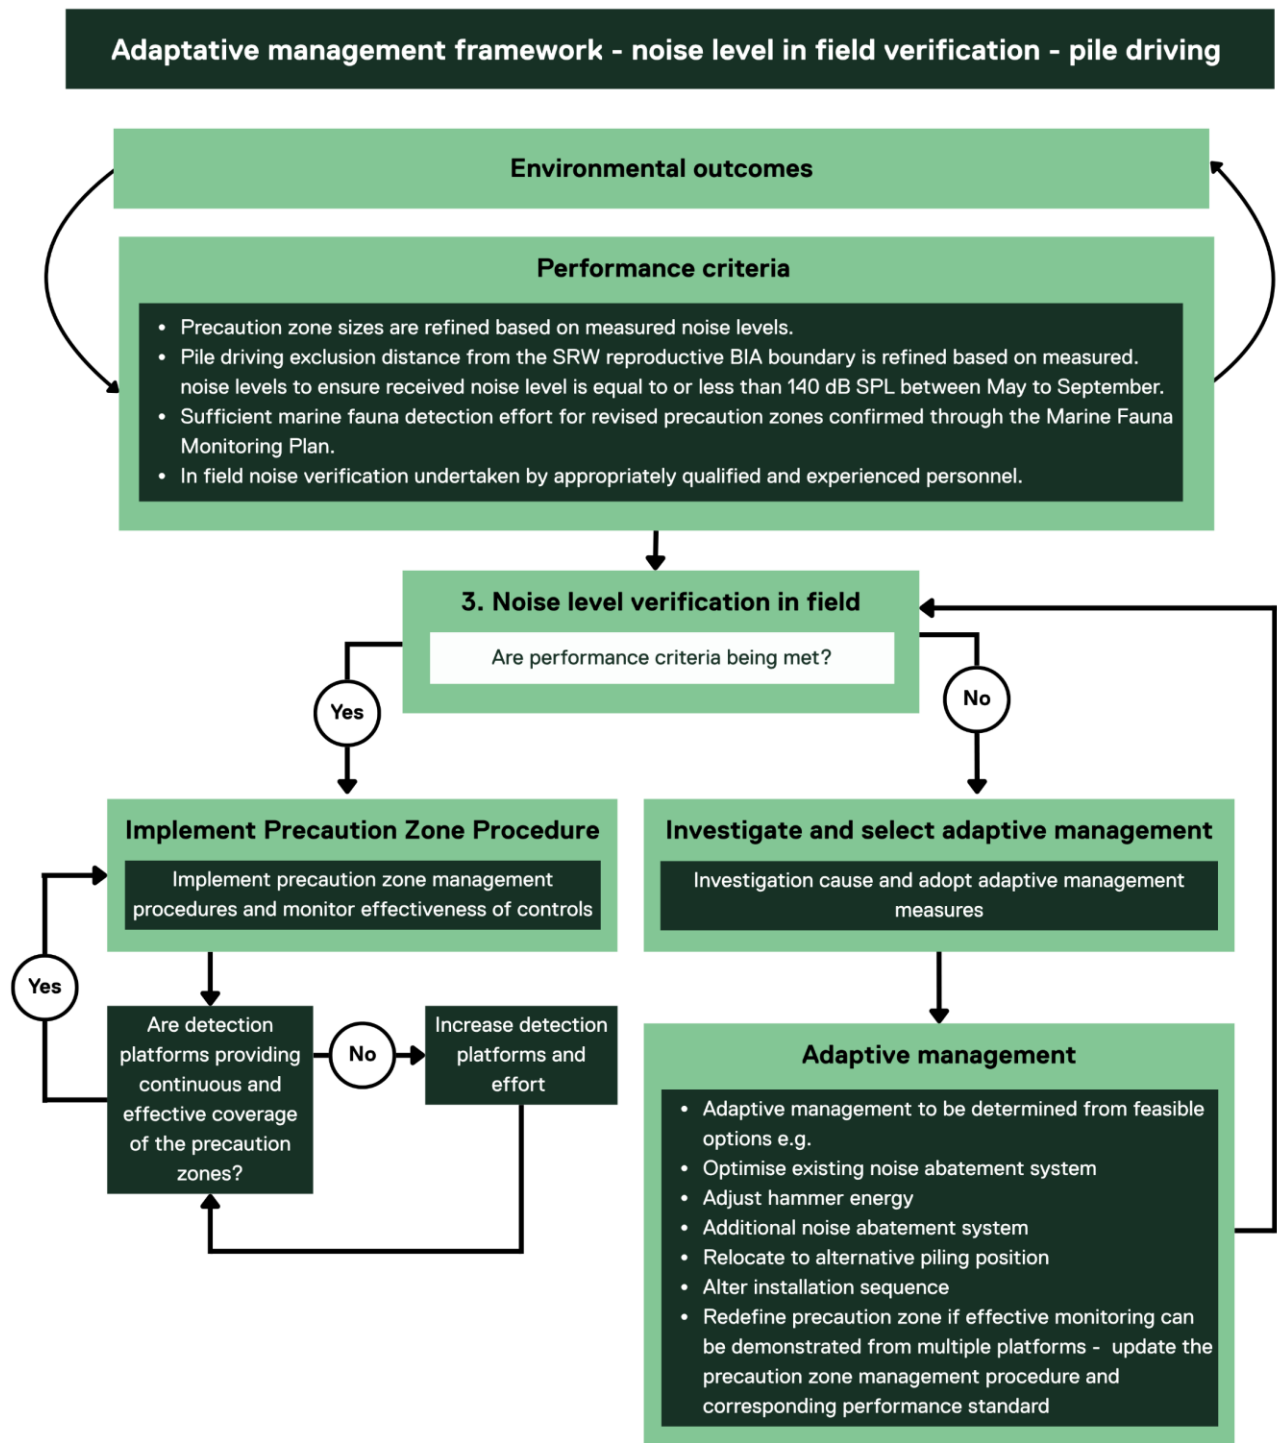 Adaptative management framework - noise level in field verification - pile driving
Environmental outcomes
Performance criteria
• Precaution zone sizes are refined based on measured noise levels.
• Pile driving exclusion distance from the SRW reproductive BIA boundary is refined based on measured.
noise levels to ensure received noise level is equal to or less than 140 dB SPL between May to September.
• Sufficient marine fauna detection effort for revised precaution zones confirmed through the Marine Fauna
Monitoring Plan.
• In field noise verification undertaken by appropriately qualified and experienced personnel.
3. Noise level verification in field
Are performance criteria being met?
Yes
No
Implement Precaution Zone Procedure
Implement precaution zone management
procedures and monitor effectiveness of controls
Yes
Are detection
platforms providing
continuous and
effective coverage
of the precaution
zones?
No
Increase detection
platforms and
effort
Investigate and select adaptive management
Investigation cause and adopt adaptive management
measures
Adaptive management
• Adaptive management to be determined from feasible
options e.g.
• Optimise existing noise abatement system
• Adjust hammer energy
• Additional noise abatement system
• Relocate to alternative piling position
• Alter installation sequence
• Redefine precaution zone if effective monitoring can
be demonstrated from multiple platforms - update the
precaution zone management procedure and
corresponding performance standard